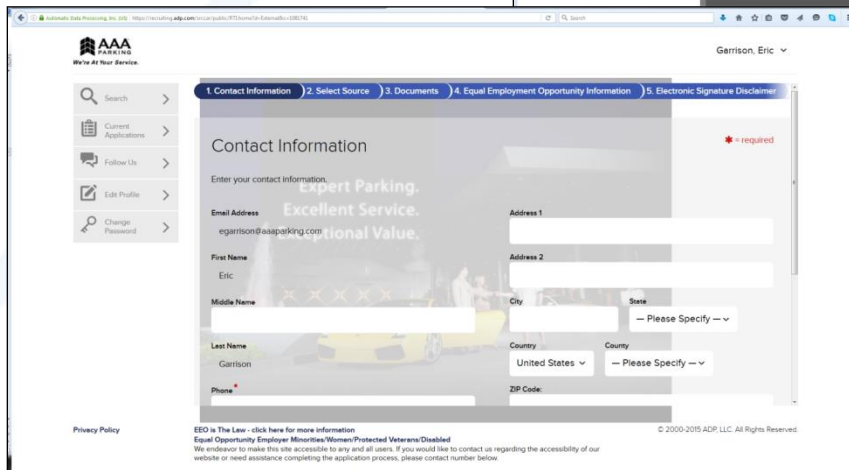 Automatic Data Processing, Inc. (US)
https://recruiting.adp.com
Search
AAA
PARKING
We're At Your Service.
Garrison, Eric
Search
Current
Applications
Follow Us
Edit Profile
Change
Password
1. Contact Information
2. Select Source
3. Documents
4. Equal Employment Opportunity Information
5. Electronic Signature Disclaimer
Contact Information
* = required
Enter your contact information.
Expert Parking.
Excellent Service.
Exceptional Value.
Email Address
egarrison@aaaparking.com
First Name
Eric
Middle Name
Last Name
Garrison
Phone *
Address 1
Address 2
City
State
— Please Specify —
Country
County
United States
— Please Specify —
ZIP Code:
Privacy Policy
EEO is The Law - click here for more information
Equal Opportunity Employer Minorities/Women/Protected Veterans/Disabled
We endeavor to make this site accessible to any and all users. If you would like to contact us regarding the accessibility of our
website or need assistance completing the application process, please contact number below.
© 2000-2015 ADP, LLC. All Rights Reserved.